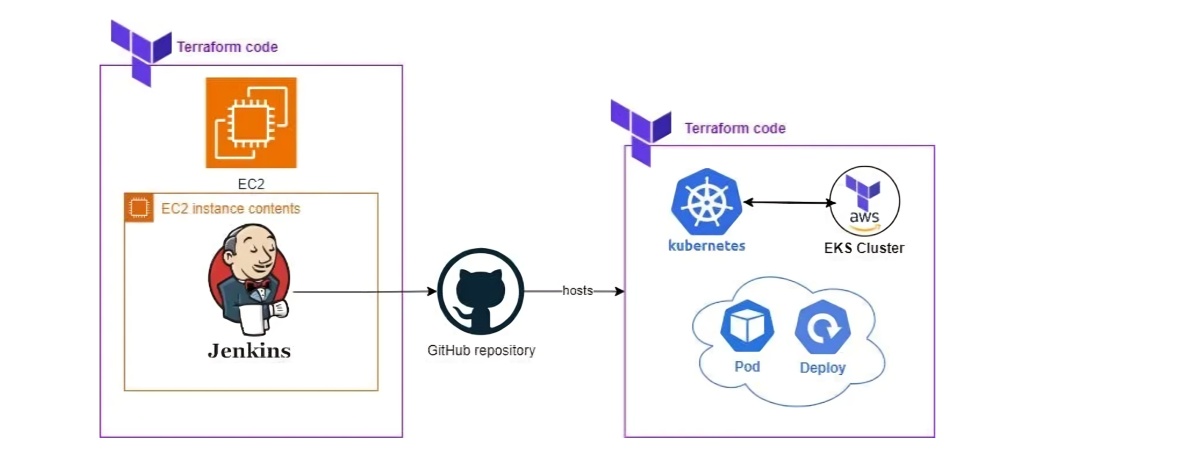 Terraform code
EC2
EC2 instance contents
Jenkins
GitHub repository
hosts
Terraform code
kubernetes
aws
EKS Cluster
Pod
Deploy